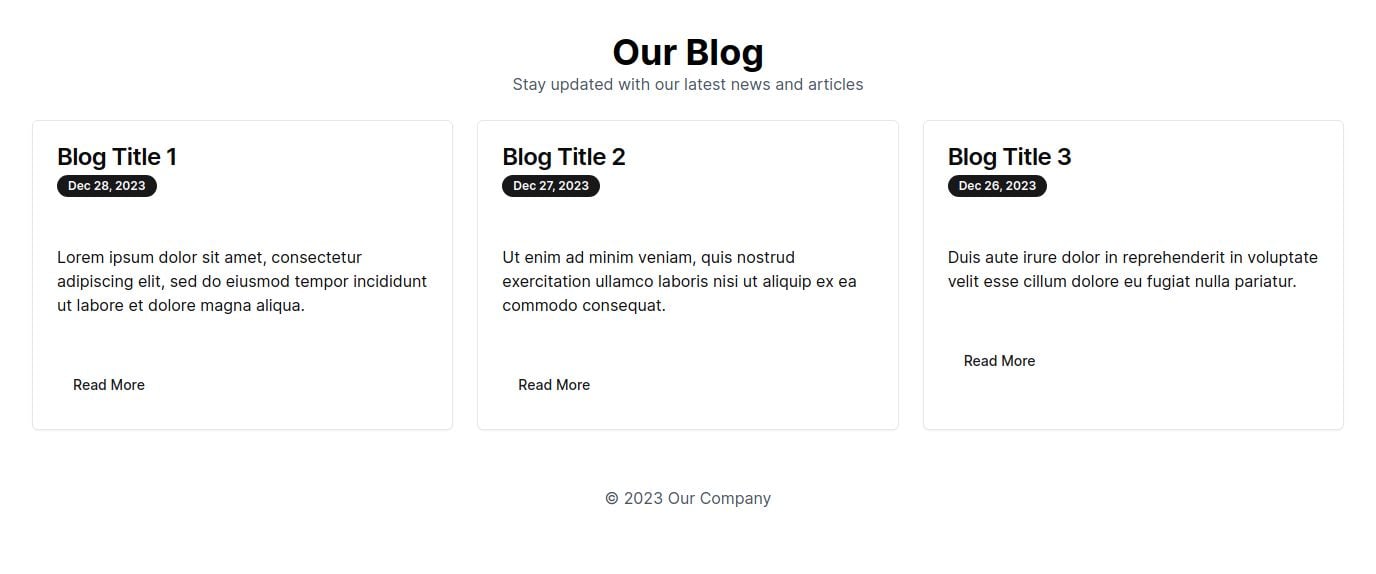 Our Blog
Stay updated with our latest news and articles
Blog Title 1
Dec 28, 2023
Lorem ipsum dolor sit amet, consectetur
adipiscing elit, sed do eiusmod tempor incididunt
ut labore et dolore magna aliqua.
Read More
Blog Title 2
Dec 27, 2023
Ut enim ad minim veniam, quis nostrud
exercitation ullamco laboris nisi ut aliquip ex ea
commodo consequat.
Read More
Blog Title 3
Dec 26, 2023
Duis aute irure dolor in reprehenderit in voluptate
velit esse cillum dolore eu fugiat nulla pariatur.
Read More
© 2023 Our Company